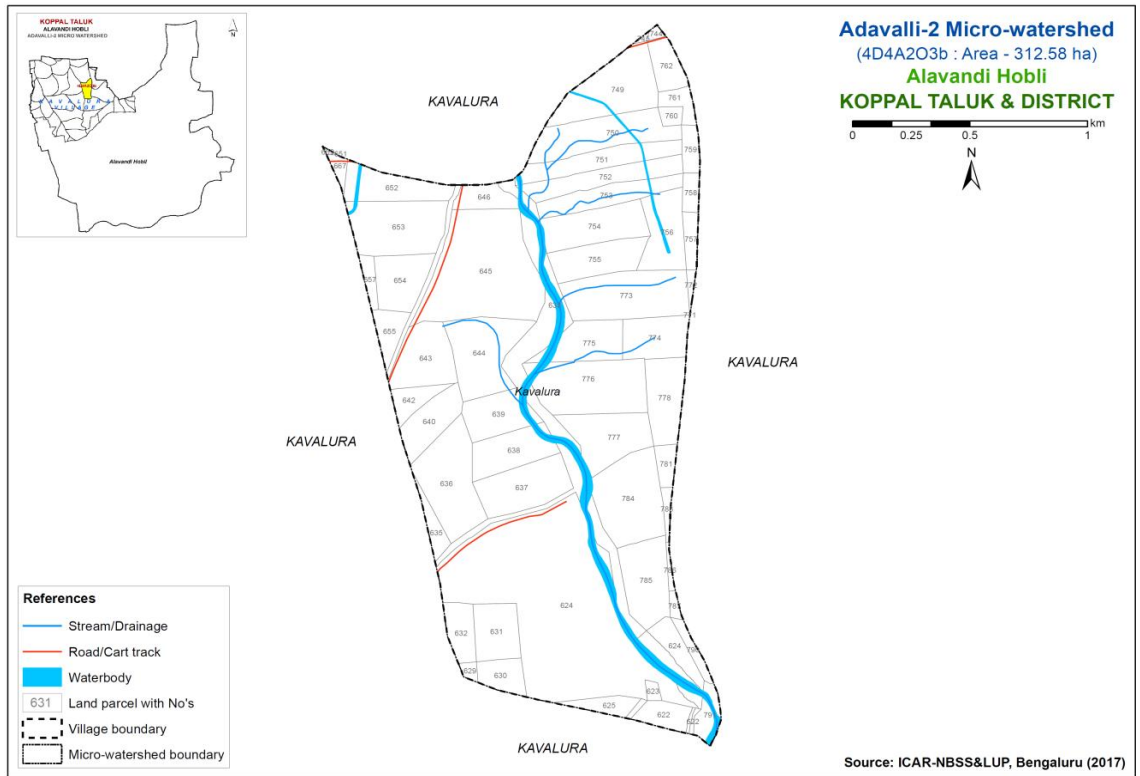 KOPPAL TALUK
ALAVANDI HOBLI
ADAVALLI-2 MICRO WATERSHED
N
KAVALURA
VILLAGE
Alavandi Hobli
Adavalli-2 Micro-watershed
(4D4A2O3b : Area - 312.58 ha)
Alavandi Hobli
KOPPAL TALUK & DISTRICT
km
0 0.25 0.5 1
N
KAVALURA
744
762
749
761
760
750
759
751
752
753
758
754
756
757
755
667
652
646
653
645
654
657
655
773
774
775
643
644
776
778
642
640
639
638
637
636
635
777
781
784
785
624
624
632
631
629
630
623
625
622
622
Kavalura
KAVALURA
KAVALURA
KAVALURA
References
Stream/Drainage
Road/Cart track
Waterbody
631 Land parcel with No's
Village boundary
Micro-watershed boundary
Source: ICAR-NBSS&LUP, Bengaluru (2017)